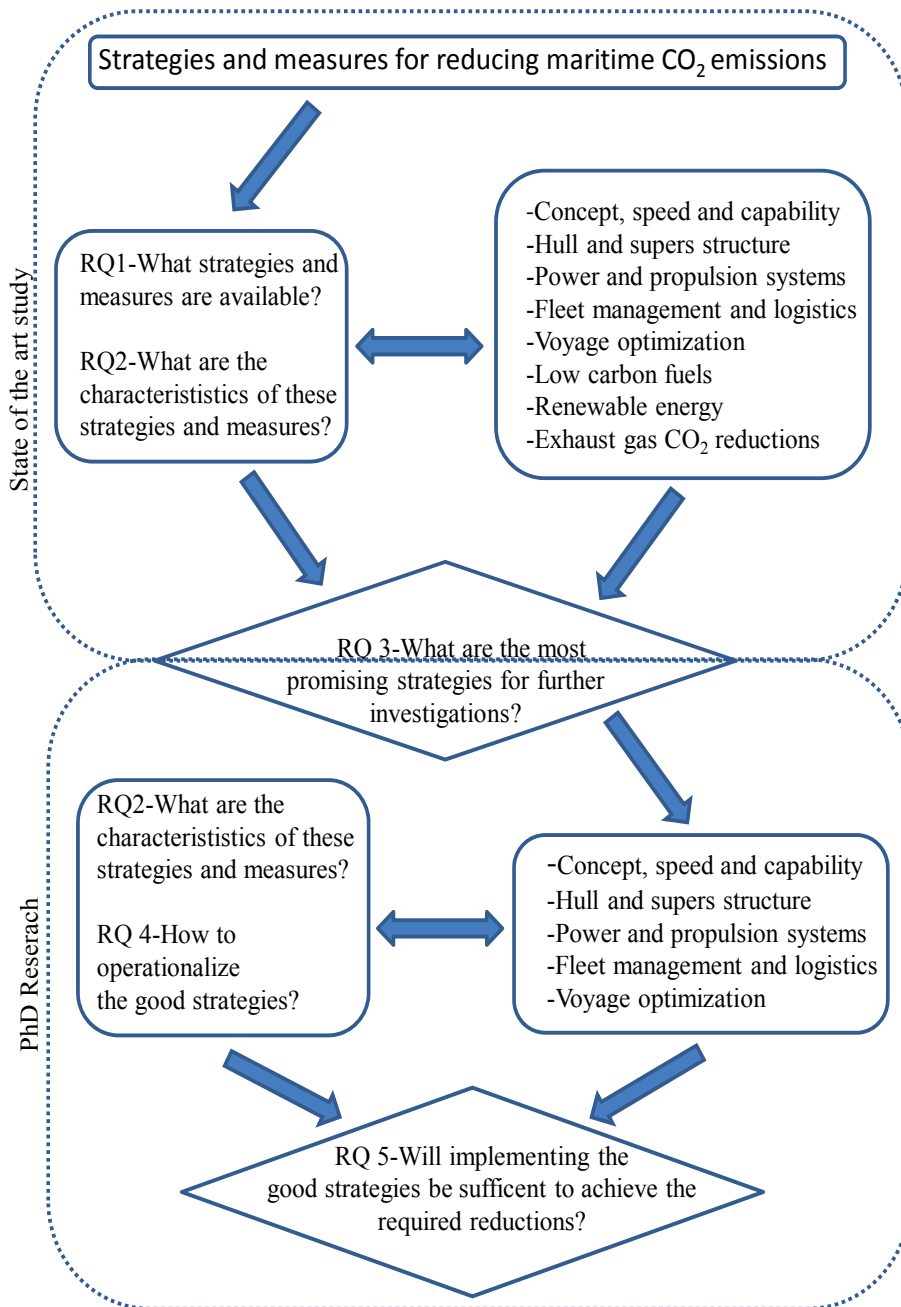 Strategies and measures for reducing maritime CO₂ emissions
State of the art study
RQ1-What strategies and
measures are available?
RQ2-What are the
characterististics of these
strategies and measures?
-Concept, speed and capability
-Hull and supers structure
-Power and propulsion systems
-Fleet management and logistics
-Voyage optimization
-Low carbon fuels
-Renewable energy
-Exhaust gas CO₂ reductions
RQ 3-What are the most
promising strategies for further
investigations?
PhD Reserach
RQ2-What are the
characterististics of these
strategies and measures?
RQ 4-How to
operationalize
the good strategies?
-Concept, speed and capability
-Hull and supers structure
-Power and propulsion systems
-Fleet management and logistics
-Voyage optimization
RQ 5-Will implementing the
good strategies be sufficent to achieve the
required reductions?